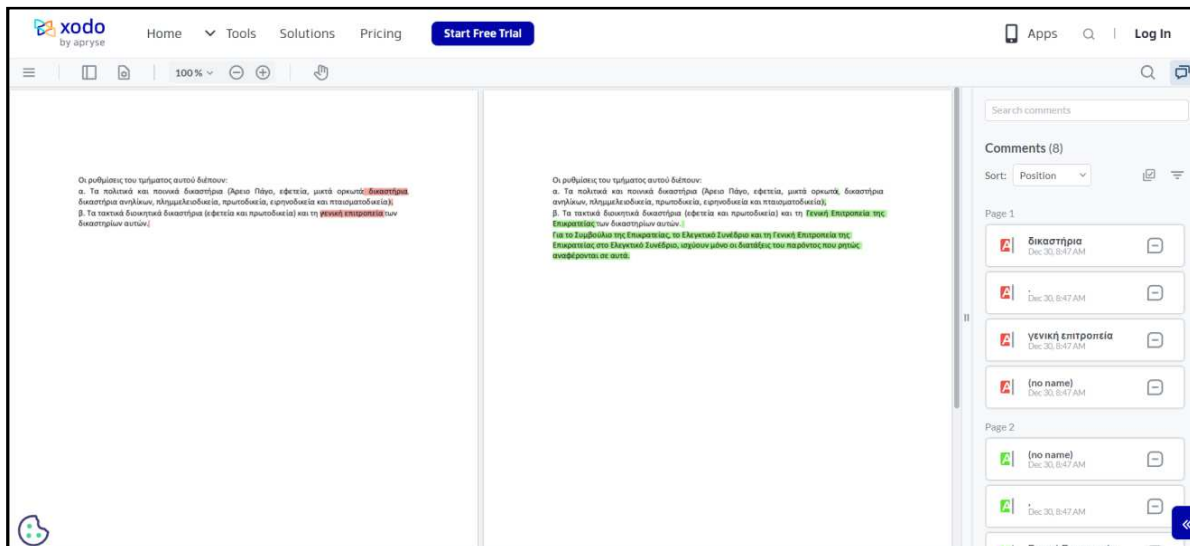 xodo
by apryse
Home
Tools
Solutions
Pricing
Start Free Trial
Apps
Log In
100%
Οι ρυθμίσεις του τμήματος αυτού διέπουν:
α. Τα πολιτικά και ποινικά δικαστήρια (Άρειο Πάγο, εφετεία, μικτά ορκωτά δικαστήρια,
δικαστήρια ανηλίκων, πλημμελειοδικεία, πρωτοδικεία, ειρηνοδικεία και πταισματοδικεία),
β. Τα τακτικά διοικητικά δικαστήρια (εφετεία και πρωτοδικεία) και τη γενική επιτροπεία των
δικαστηρίων αυτών.
Οι ρυθμίσεις του τμήματος αυτού διέπουν:
α. Τα πολιτικά και ποινικά δικαστήρια (Άρειο Πάγο, εφετεία, μικτά ορκωτά, δικαστήρια
ανηλίκων, πλημμελειοδικεία, πρωτοδικεία, ειρηνοδικεία και πταισματοδικεία),
β. Τα τακτικά διοικητικά δικαστήρια (εφετεία και πρωτοδικεία) και τη Γενική Επιτροπεία της
Επικρατείας των δικαστηρίων αυτών.
Για το Συμβούλιο της Επικρατείας, το Ελεγκτικό Συνέδριο και τη Γενική Επιτροπεία της
Επικρατείας στο Ελεγκτικό Συνέδριο, ισχύουν μόνο οι διατάξεις του παρόντος που ρητώς
αναφέρονται σε αυτά.
Search comments
Comments (8)
Sort:
Position
Page 1
δικαστήρια
Dec 30, 8:47 AM
.
Dec 30, 8:47 AM
γενική επιτροπεία
Dec 30, 8:47 AM
(no name)
Dec 30, 8:47 AM
Page 2
(no name)
Dec 30, 8:47 AM
.
Dec 30, 8:47 AM